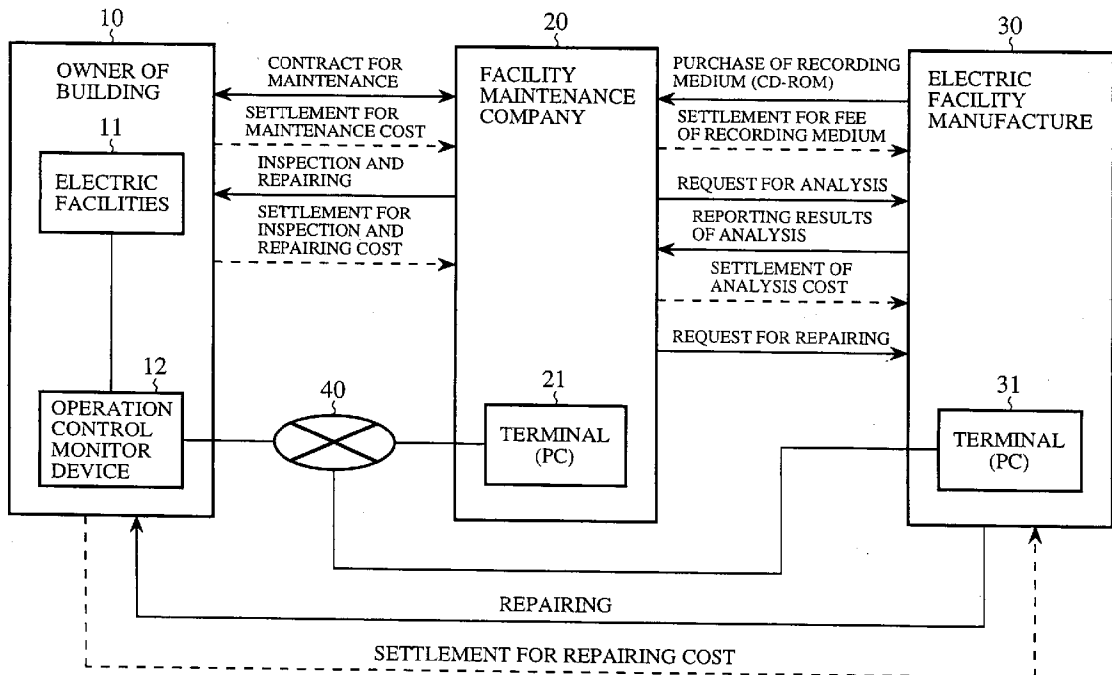 10
20
30
OWNER OF
BUILDING
11
ELECTRIC
FACILITIES
12
OPERATION
CONTROL
MONITOR
DEVICE
CONTRACT FOR
MAINTENANCE
SETTLEMENT FOR
MAINTENANCE COST
INSPECTION AND
REPAIRING
SETTLEMENT FOR
INSPECTION AND
REPAIRING COST
40
FACILITY
MAINTENANCE
COMPANY
21
TERMINAL
(PC)
PURCHASE OF RECORDING
MEDIUM (CD-ROM)
SETTLEMENT FOR FEE
OF RECORDING MEDIUM
REQUEST FOR ANALYSIS
REPORTING RESULTS
OF ANALYSIS
SETTLEMENT OF
ANALYSIS COST
REQUEST FOR REPAIRING
ELECTRIC
FACILITY
MANUFACTURE
31
TERMINAL
(PC)
REPAIRING
SETTLEMENT FOR REPAIRING COST